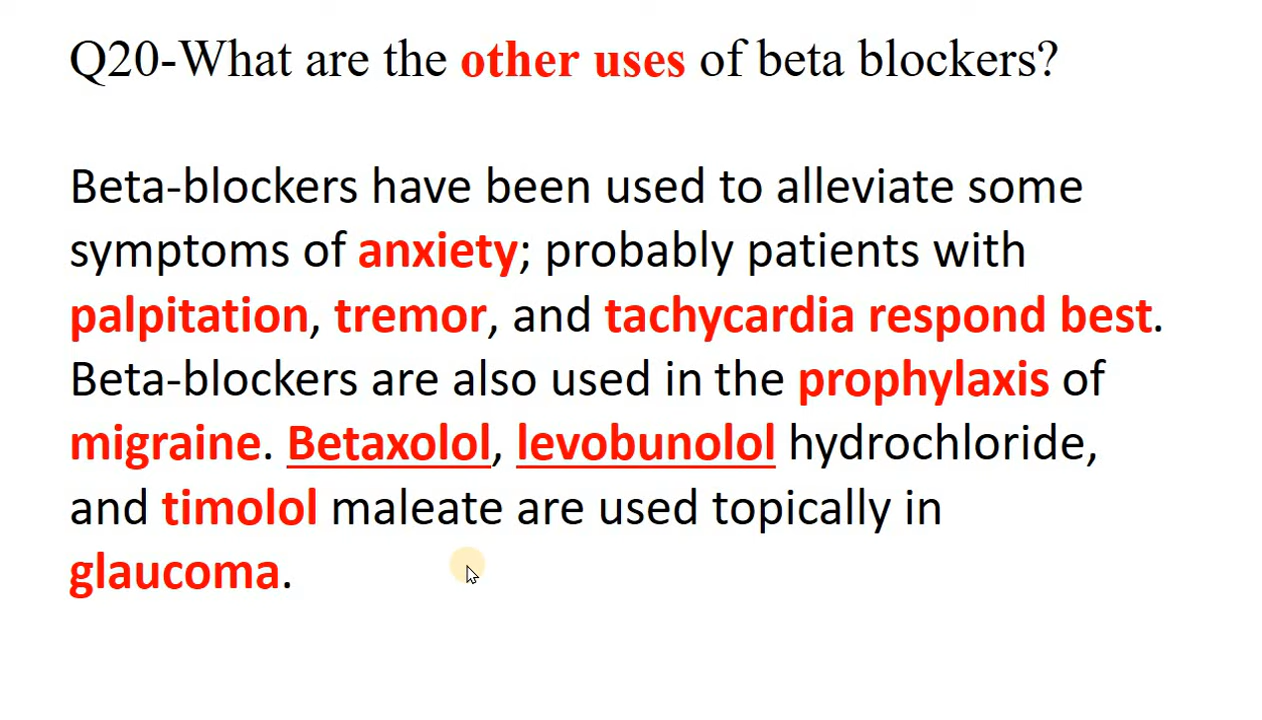 Q20-What are the other uses of beta blockers?
Beta-blockers have been used to alleviate some
symptoms of anxiety; probably patients with
palpitation, tremor, and tachycardia respond best.
Beta-blockers are also used in the prophylaxis of
migraine. Betaxolol, levobunolol hydrochloride,
and timolol maleate are used topically in
glaucoma.